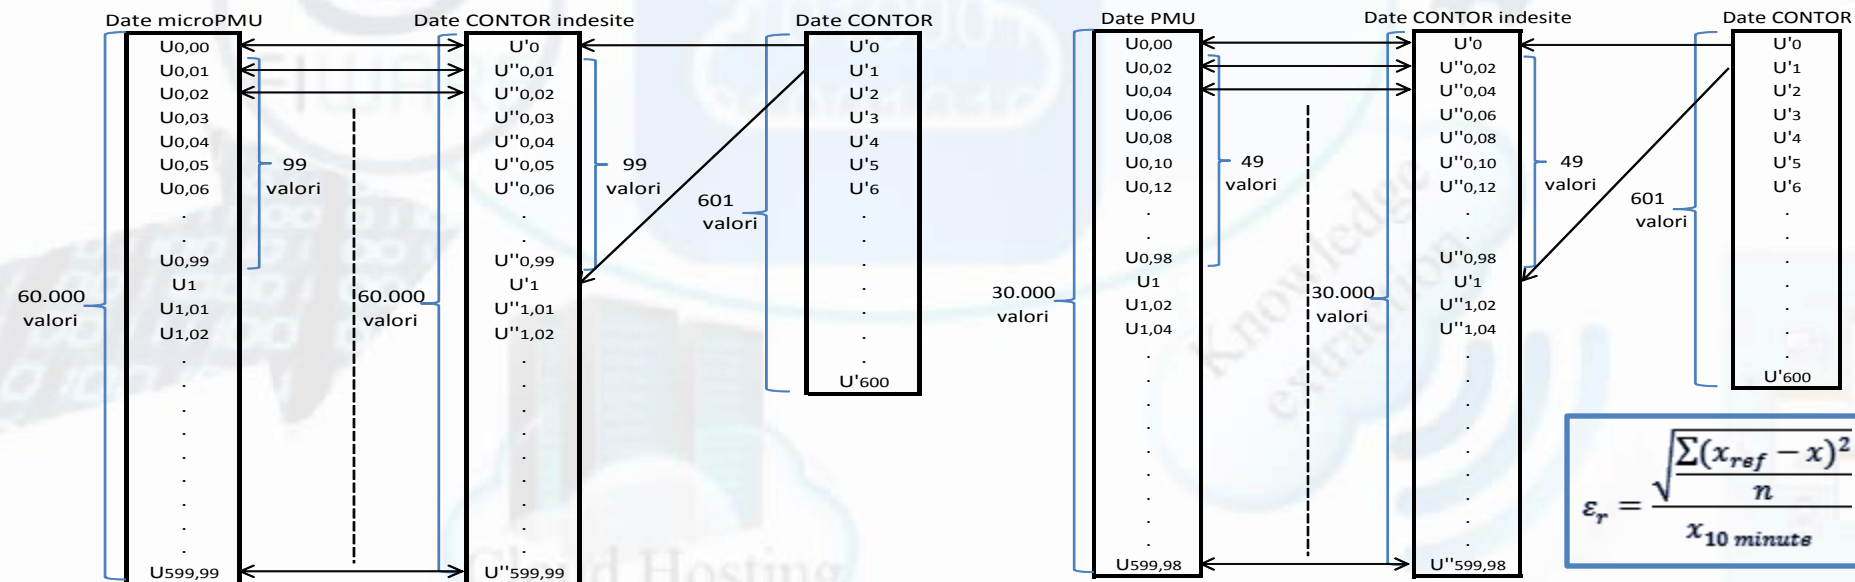 Date microPMU
U0,00
U0,01
U0,02
U0,03
U0,04
U0,05
U0,06
.
.
U0,99
U1
U1,01
U1,02
.
.
.
.
.
.
.
.
.
U599,99
60.000
valori
99
valori
Date CONTOR indesite
U'0
U''0,01
U''0,02
U''0,03
U''0,04
U''0,05
U''0,06
.
.
U''0,99
U'1
U''1,01
U''1,02
.
.
.
.
.
.
.
.
.
U''599,99
60.000
valori
99
valori
Date CONTOR
U'0
U'1
U'2
U'3
U'4
U'5
U'6
.
.
.
.
.
.
.
U'600
601
valori
Date PMU
U0,00
U0,02
U0,04
U0,06
U0,08
U0,10
U0,12
.
.
U0,98
U1
U1,02
U1,04
.
.
.
.
.
.
.
.
.
U599,98
30.000
valori
49
valori
Date CONTOR indesite
U'0
U''0,02
U''0,04
U''0,06
U''0,08
U''0,10
U''0,12
.
.
U''0,98
U'1
U''1,02
U''1,04
.
.
.
.
.
.
.
.
.
U''599,98
30.000
valori
49
valori
Date CONTOR
U'0
U'1
U'2
U'3
U'4
U'5
U'6
.
.
.
.
.
.
.
U'600
601
valori
εr = √(Σ(xref − x)²/n) / x10 minute
Knowledge
extraction
Cloud Hosting